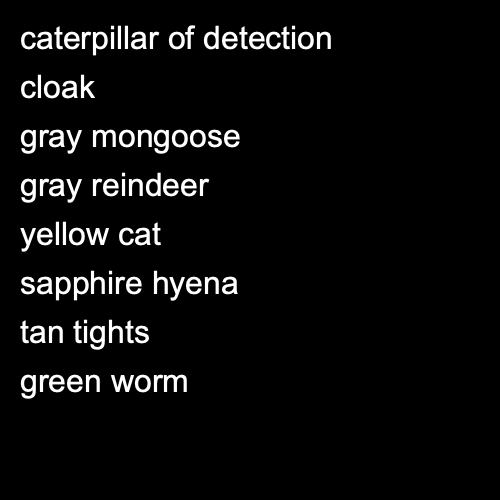 caterpillar of detection
cloak
gray mongoose
gray reindeer
yellow cat
sapphire hyena
tan tights
green worm